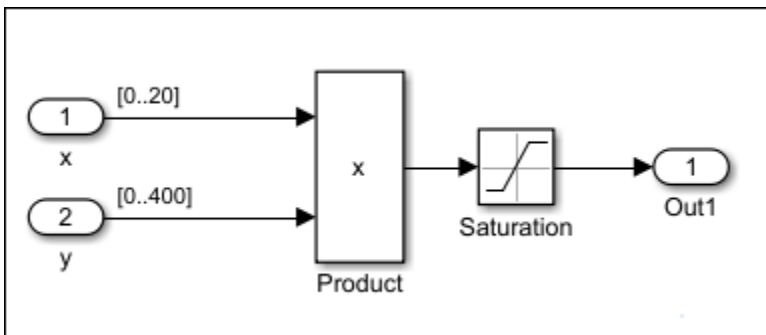 [0..20]
1
x
[0..400]
2
y
x
Product
Saturation
1
Out1